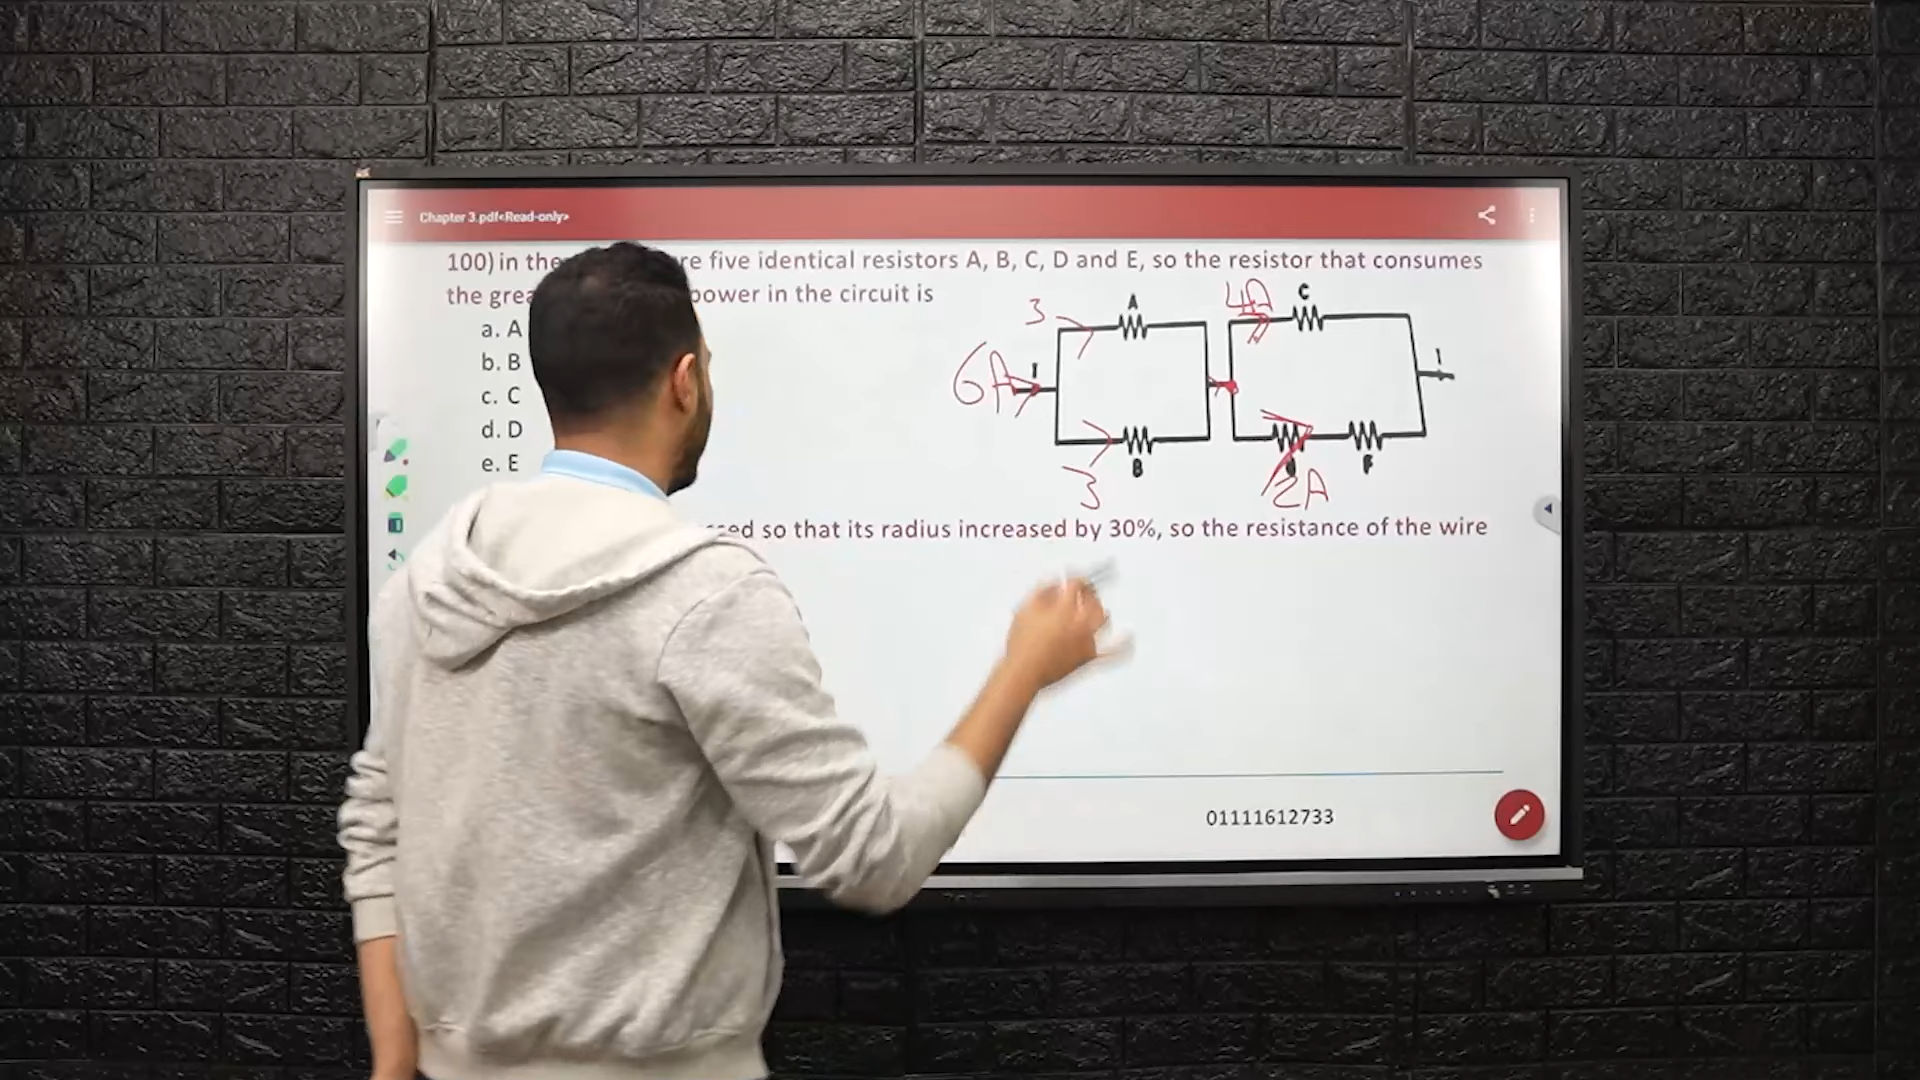 Chapter 3.pdf<Read-only>
100) in the re five identical resistors A, B, C, D and E, so the resistor that consumes
the power in the circuit is
a. A
b. B
c. C
d. D
e. E
3
A
4A
C
6A
I
I
3
B
2A
F
so that its radius increased by 30%, so the resistance of the wire
01111612733